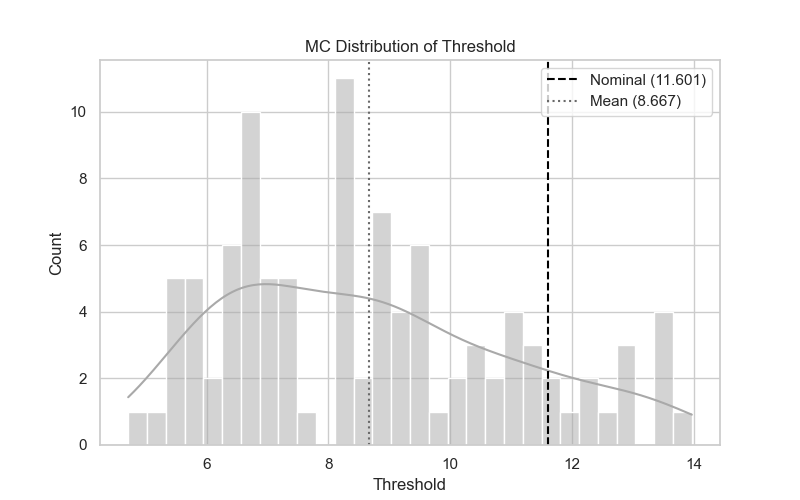 MC Distribution of Threshold
Nominal (11.601)
Mean (8.667)
Count
10
8
6
4
2
0
6
8
10
12
14
Threshold